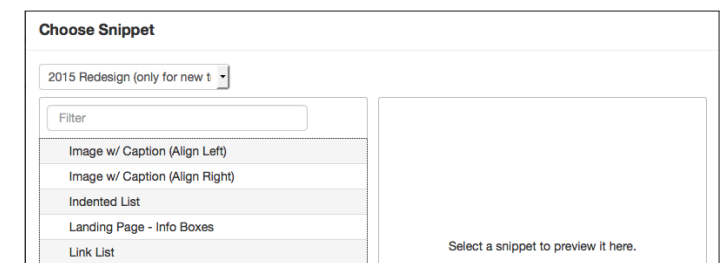 Choose Snippet
2015 Redesign (only for new t
Filter
Image w/ Caption (Align Left)
Image w/ Caption (Align Right)
Indented List
Landing Page - Info Boxes
Link List
Select a snippet to preview it here.